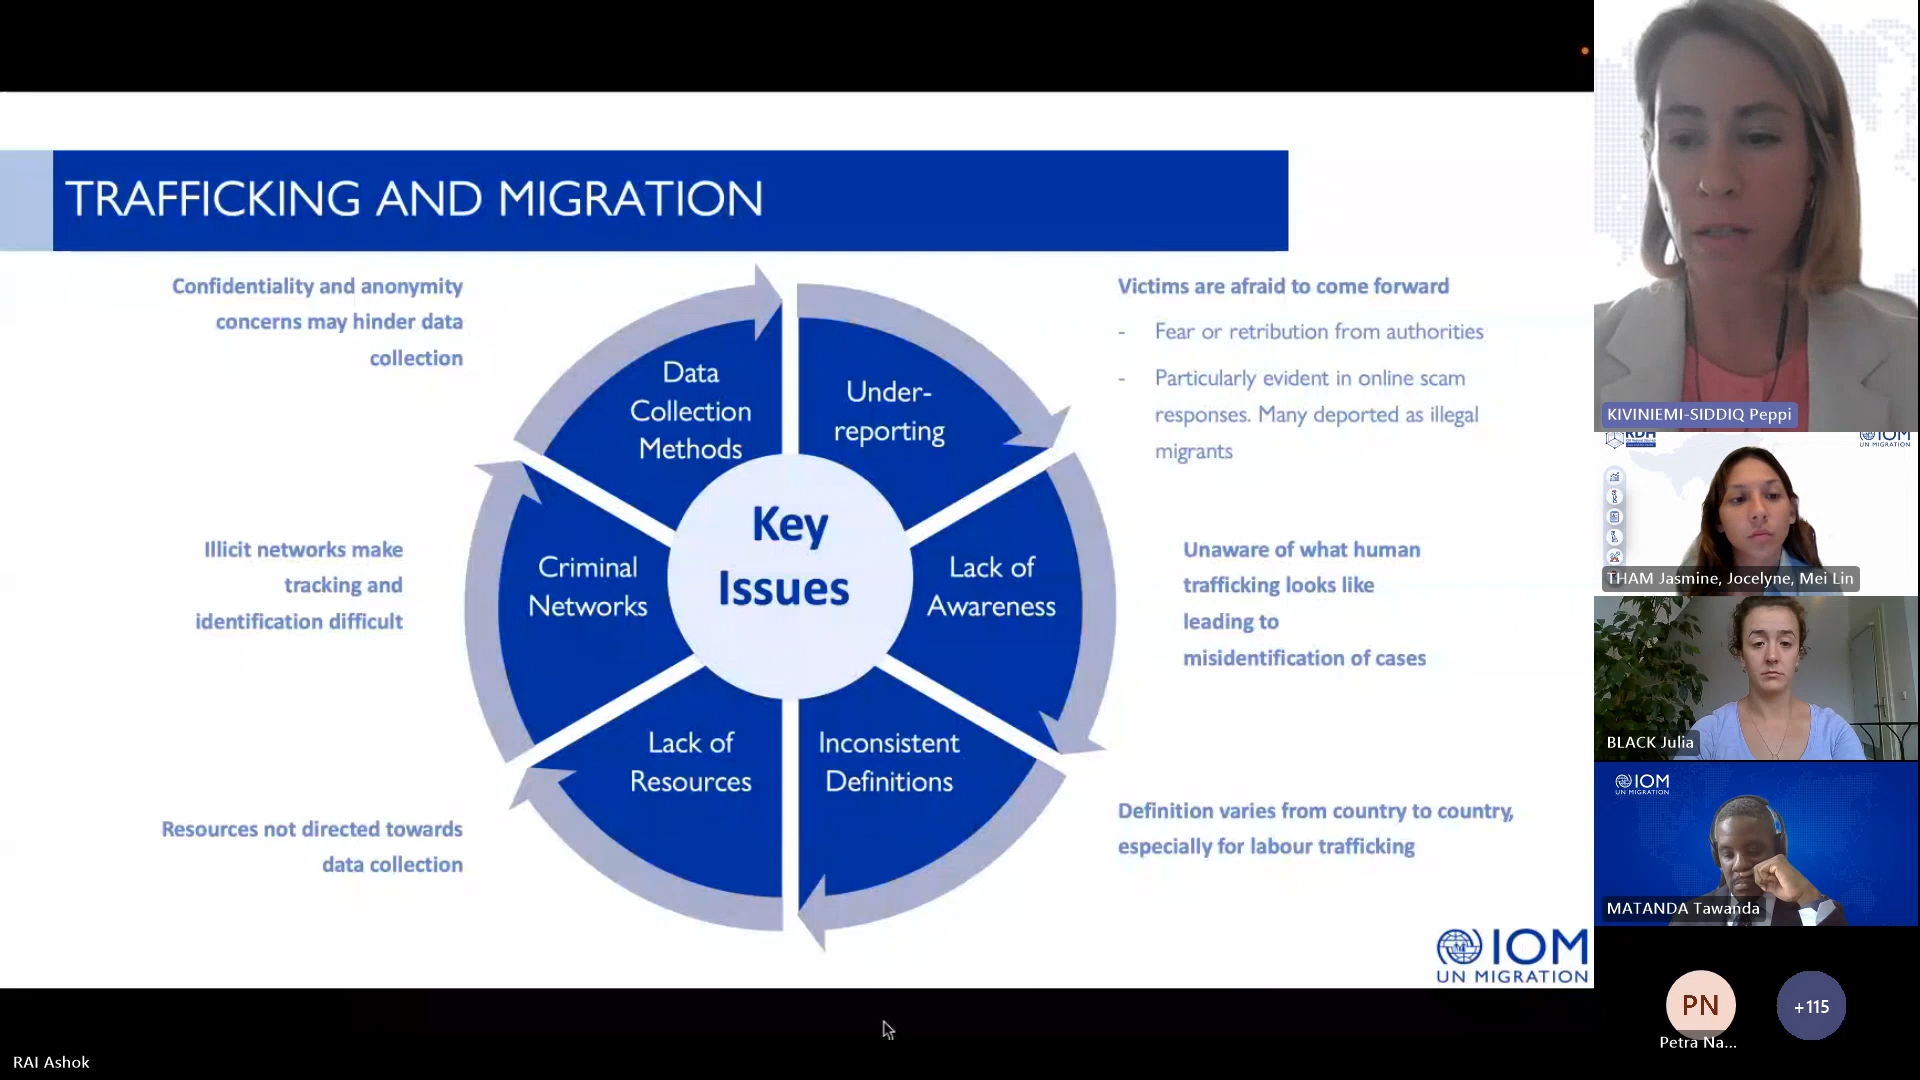 TRAFFICKING AND MIGRATION
Confidentiality and anonymity
concerns may hinder data
collection
Illicit networks make
tracking and
identification difficult
Resources not directed towards
data collection
Data
Collection
Methods
Under-
reporting
Criminal
Networks
Key
Issues
Lack of
Awareness
Lack of
Resources
Inconsistent
Definitions
Victims are afraid to come forward
- Fear or retribution from authorities
- Particularly evident in online scam
responses. Many deported as illegal
migrants
Unaware of what human
trafficking looks like
leading to
misidentification of cases
Definition varies from country to country,
especially for labour trafficking
IOM
UN MIGRATION
RAI Ashok
KIVINIEMI-SIDDIQ Peppi
IOM
UN MIGRATION
THAM Jasmine, Jocelyne, Mei Lin
BLACK Julia
IOM
UN MIGRATION
MATANDA Tawanda
PN
Petra Na...
+115